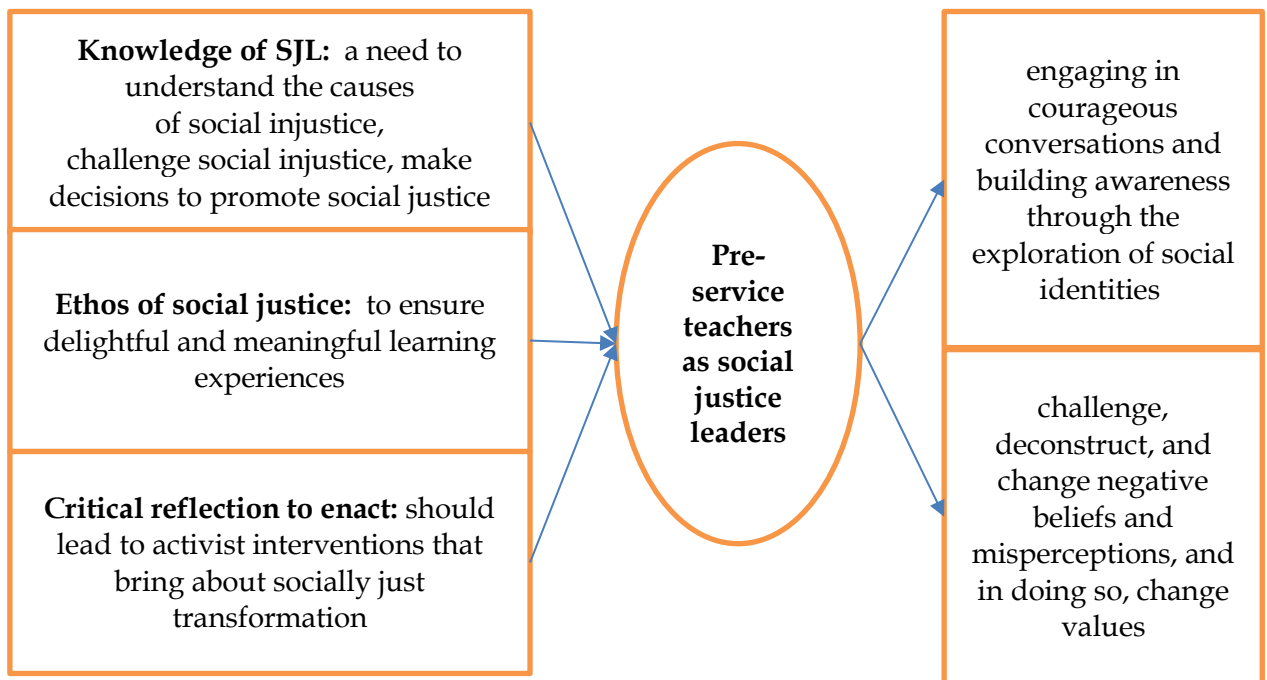 Knowledge of SJL: a need to
understand the causes
of social injustice,
challenge social injustice, make
decisions to promote social justice
Ethos of social justice: to ensure
delightful and meaningful learning
experiences
Critical reflection to enact: should
lead to activist interventions that
bring about socially just
transformation
Pre-
service
teachers
as social
justice
leaders
engaging in
courageous
conversations and
building awareness
through the
exploration of social
identities
challenge,
deconstruct, and
change negative
beliefs and
misperceptions, and
in doing so, change
values